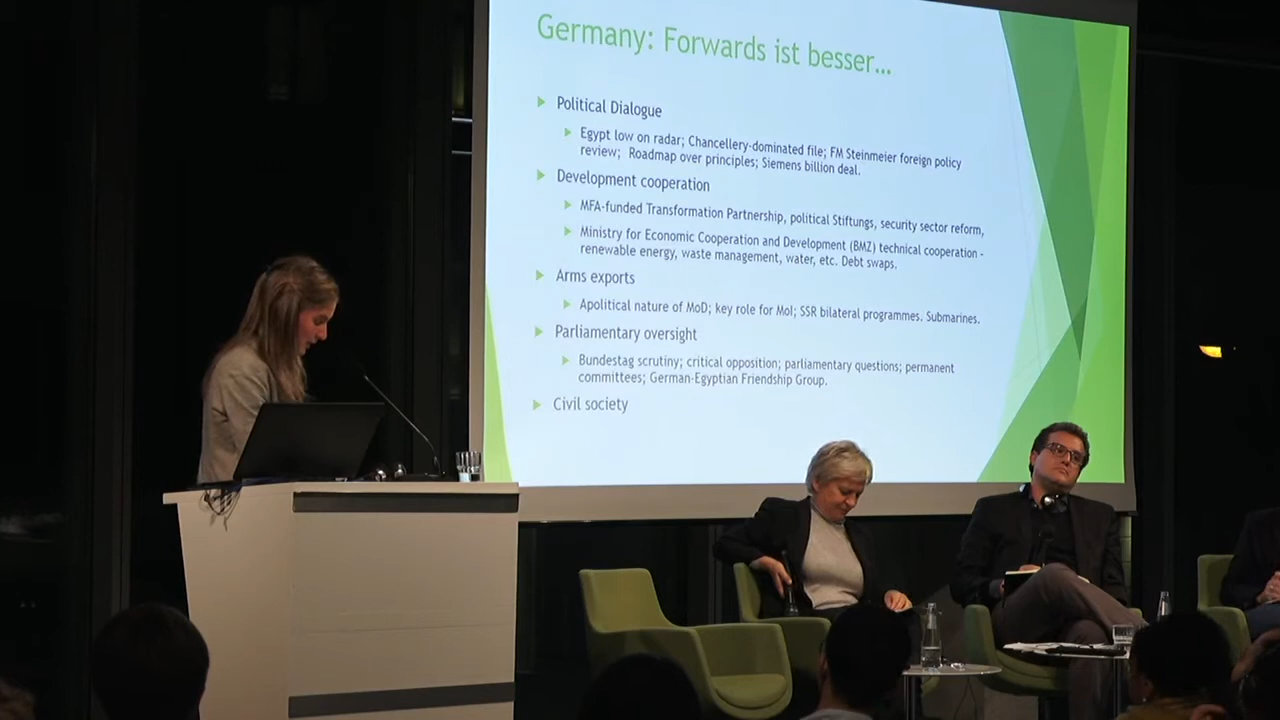 Germany: Forwards ist besser...
Political Dialogue
Egypt low on radar; Chancellery-dominated file; FM Steinmeier foreign policy
review; Roadmap over principles; Siemens billion deal.
Development cooperation
MFA-funded Transformation Partnership, political Stiftungs, security sector reform,
Ministry for Economic Cooperation and Development (BMZ) technical cooperation -
renewable energy, waste management, water, etc. Debt swaps.
Arms exports
Apolitical nature of MoD; key role for MoI; SSR bilateral programmes. Submarines.
Parliamentary oversight
Bundestag scrutiny; critical opposition; parliamentary questions; permanent
committees; German-Egyptian Friendship Group.
Civil society